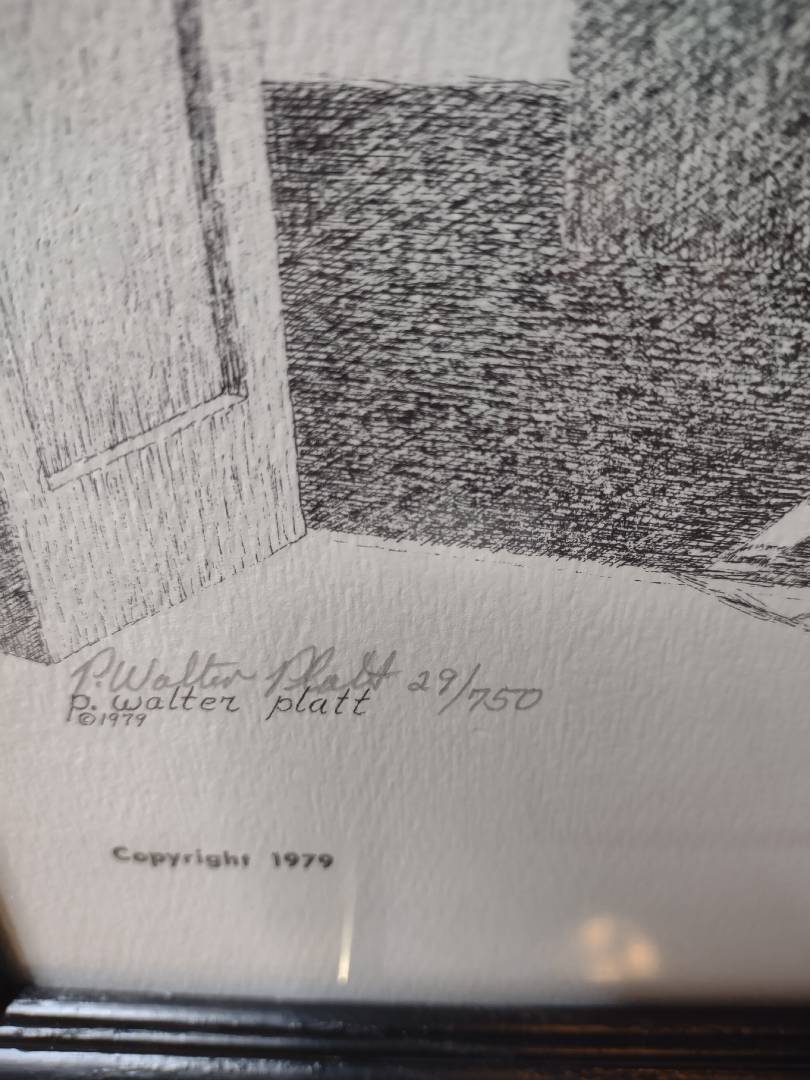 P. Walter Platt 29/750
p. walter platt
©1979
Copyright 1979